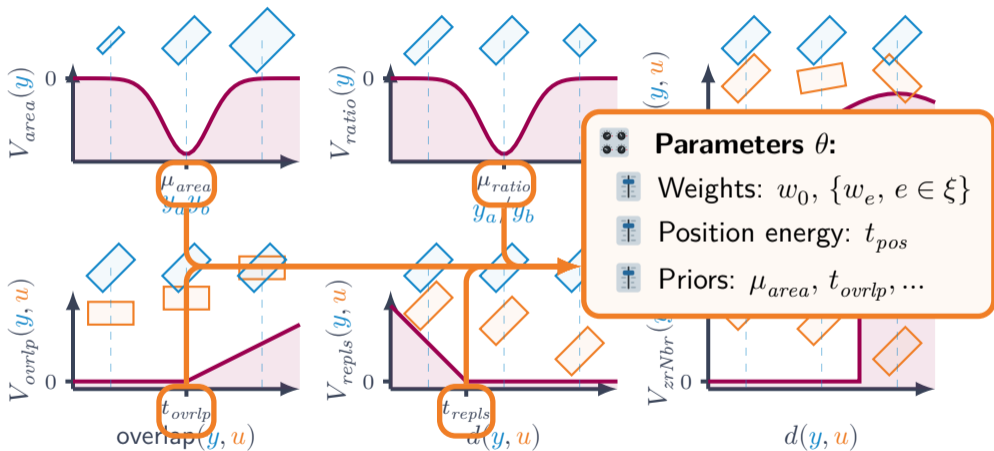 V_area(y)
0
μ_area
y_a y_b
V_ratio(y)
0
μ_ratio
y_a/y_b
(y, u)
Parameters θ:
Weights: w_0, {w_e, e ∈ ξ}
Position energy: t_pos
Priors: μ_area, t_ovrlp, ...
V_ovrlp(y, u)
0
t_ovrlp
overlap(y, u)
V_repls(y, u)
0
t_repls
d(y, u)
V_zrNbr(
0
d(y, u)